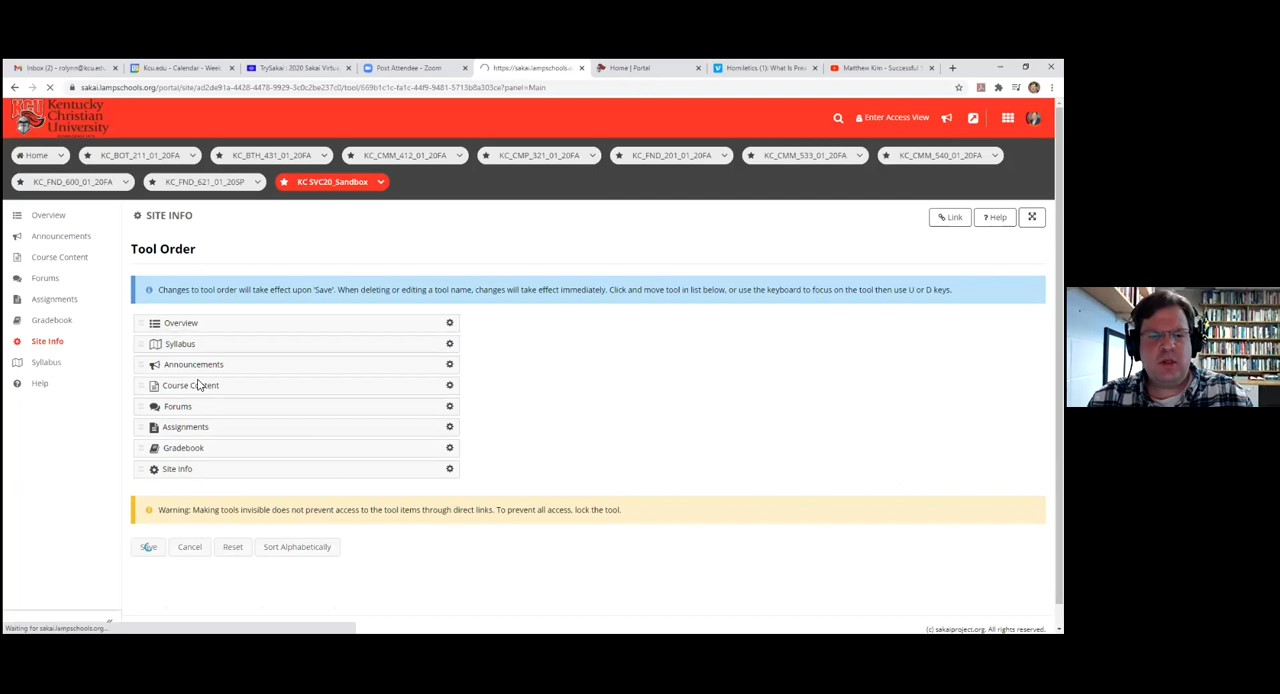 Inbox (2) - rolynn@kcu.ed
Kcu.edu - Calendar - Week
TrySakai : 2020 Sakai Virtu
Post Attendee - Zoom
https://sakai.lampschools.o
Home | Portal
Homiletics (1): What Is Prea
Matthew Kim - Successful S
sakai.lampschools.org/portal/site/ad2de91a-4428-4478-9929-3c0c2be237c0/tool/669b1c1c-fa1c-44f9-9481-5713b8a303ce?panel=Main
KCU
Kentucky
Christian
University
Enter Access View
Home
KC_BOT_211_01_20FA
KC_BTH_431_01_20FA
KC_CMM_412_01_20FA
KC_CMP_321_01_20FA
KC_FND_201_01_20FA
KC_CMM_533_01_20FA
KC_CMM_540_01_20FA
KC_FND_600_01_20FA
KC_FND_621_01_20SP
KC SVC20_Sandbox
Overview
Announcements
Course Content
Forums
Assignments
Gradebook
Site Info
Syllabus
Help
SITE INFO
Link
? Help
Tool Order
Changes to tool order will take effect upon 'Save'. When deleting or editing a tool name, changes will take effect immediately. Click and move tool in list below, or use the keyboard to focus on the tool then use U or D keys.
Overview
Syllabus
Announcements
Course Content
Forums
Assignments
Gradebook
Site Info
Warning: Making tools invisible does not prevent access to the tool items through direct links. To prevent all access, lock the tool.
Save
Cancel
Reset
Sort Alphabetically
Waiting for sakai.lampschools.org...
(c) sakaiproject.org. All rights reserved.